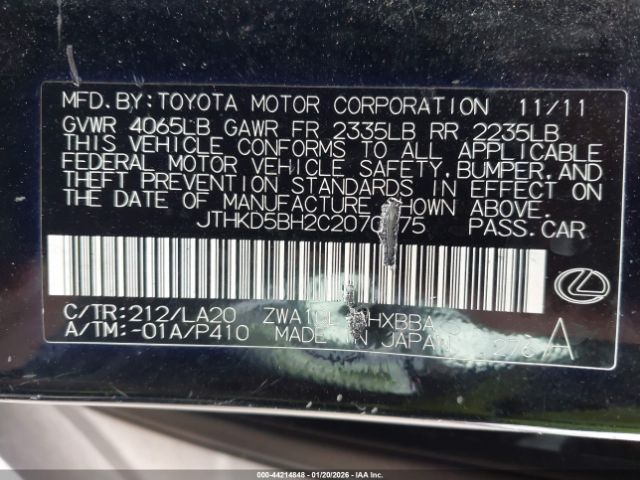 MFD.BY:TOYOTA MOTOR CORPORATION 11/11
GVWR 4065LB GAWR FR 2335LB RR 2235LB
THIS VEHICLE CONFORMS TO ALL APPLICABLE
FEDERAL MOTOR VEHICLE SAFETY,BUMPER,AND
THEFT PREVENTION STANDARDS IN EFFECT ON
THE DATE OF MANUFACTURE SHOWN ABOVE.
PASS.CAR
C/TR:212/LA20
A/TM:-01A/P410 MADE IN JAPAN A
000-44214848 - 01/20/2026 - IAA Corp.